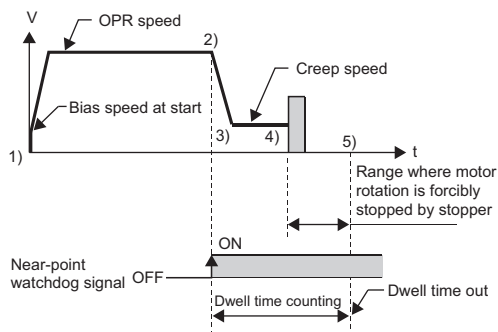 V
OPR speed
2)
Creep speed
Bias speed at start
3)
4)
5)
1)
t
Range where motor
rotation is forcibly
stopped by stopper
ON
Near-point
watchdog signal
OFF
Dwell time counting
Dwell time out